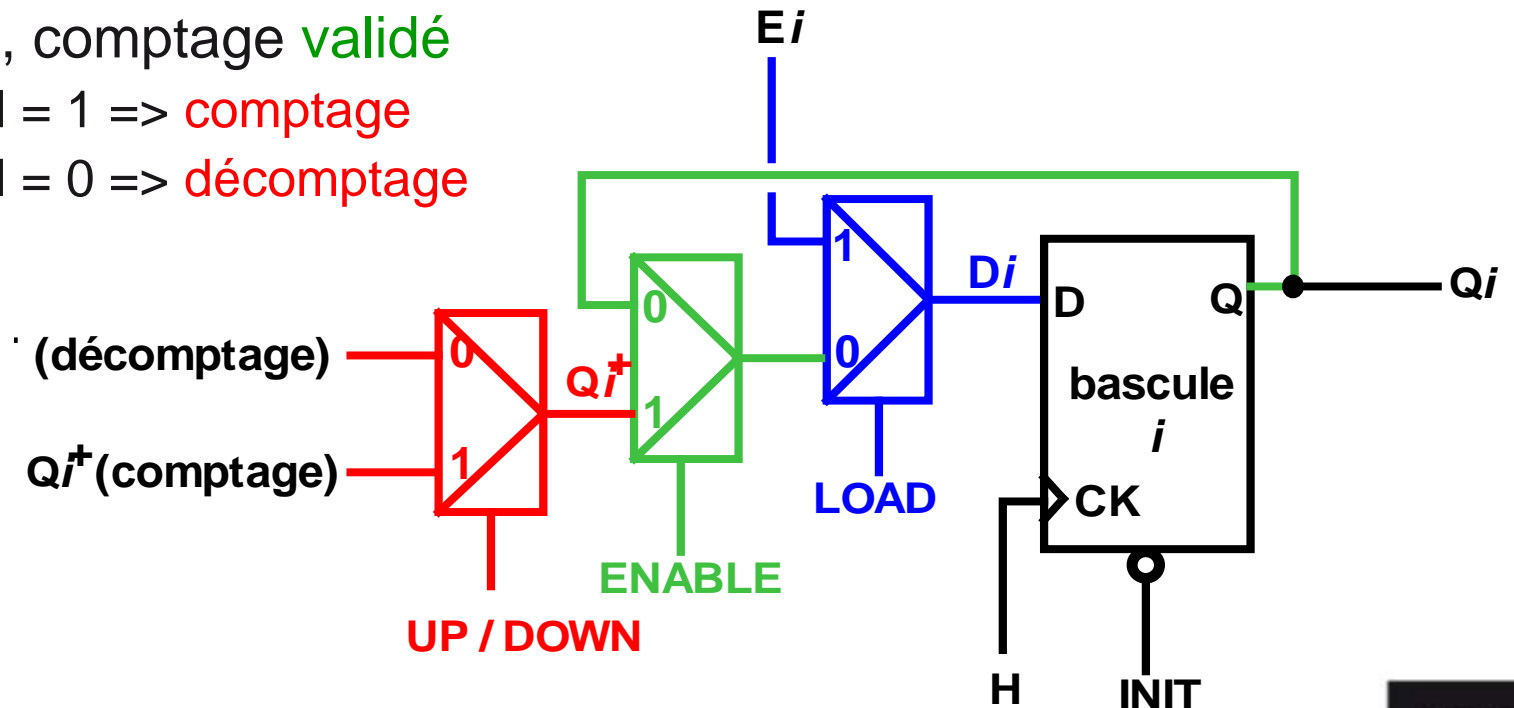 , comptage validé
= 1 => comptage
= 0 => décomptage
Ei
1
Di
D
Q
Qi
0
0
(décomptage)
0
Qi+
1
bascule
i
Qi+(comptage)
1
LOAD
CK
ENABLE
UP / DOWN
H
INIT